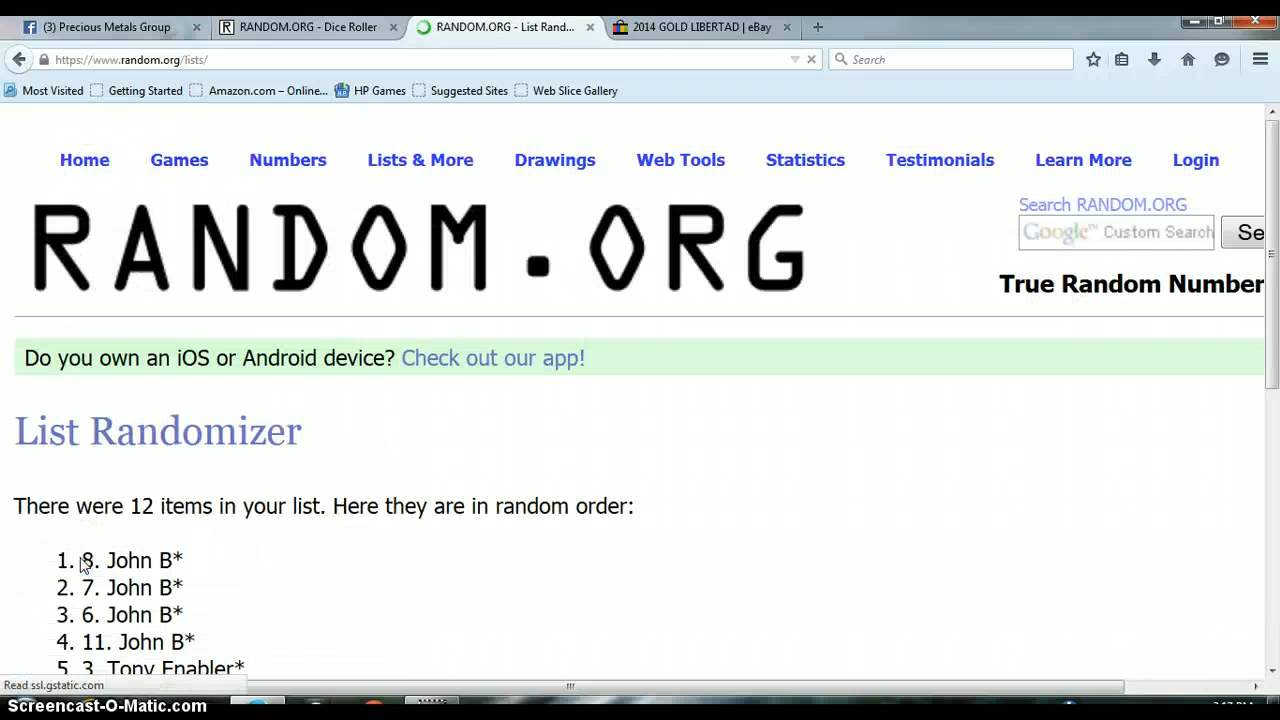 (3) Precious Metals Group
RANDOM.ORG - Dice Roller
RANDOM.ORG - List Rand...
2014 GOLD LIBERTAD | eBay
https://www.random.org/lists/
Search
Most Visited Getting Started Amazon.com – Online... HP Games Suggested Sites Web Slice Gallery
Home Games Numbers Lists & More Drawings Web Tools Statistics Testimonials Learn More Login
RANDOM.ORG
Search RANDOM.ORG
Google™ Custom Search
Se
True Random Number
Do you own an iOS or Android device? Check out our app!
List Randomizer
There were 12 items in your list. Here they are in random order:
1. 8. John B*
2. 7. John B*
3. 6. John B*
4. 11. John B*
5. 3. Tony Enabler*
Read ssl.gstatic.com
Screencast-O-Matic.com